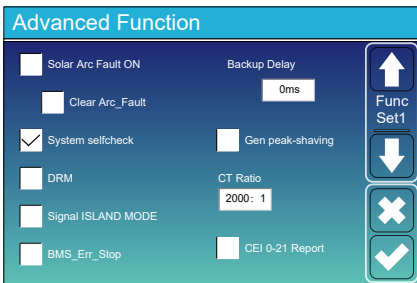 Advanced Function
Solar Arc Fault ON
Backup Delay
0ms
Clear Arc_Fault
Func
Set1
System selfcheck
Gen peak-shaving
DRM
CT Ratio
2000: 1
Signal ISLAND MODE
BMS_Err_Stop
CEI 0-21 Report